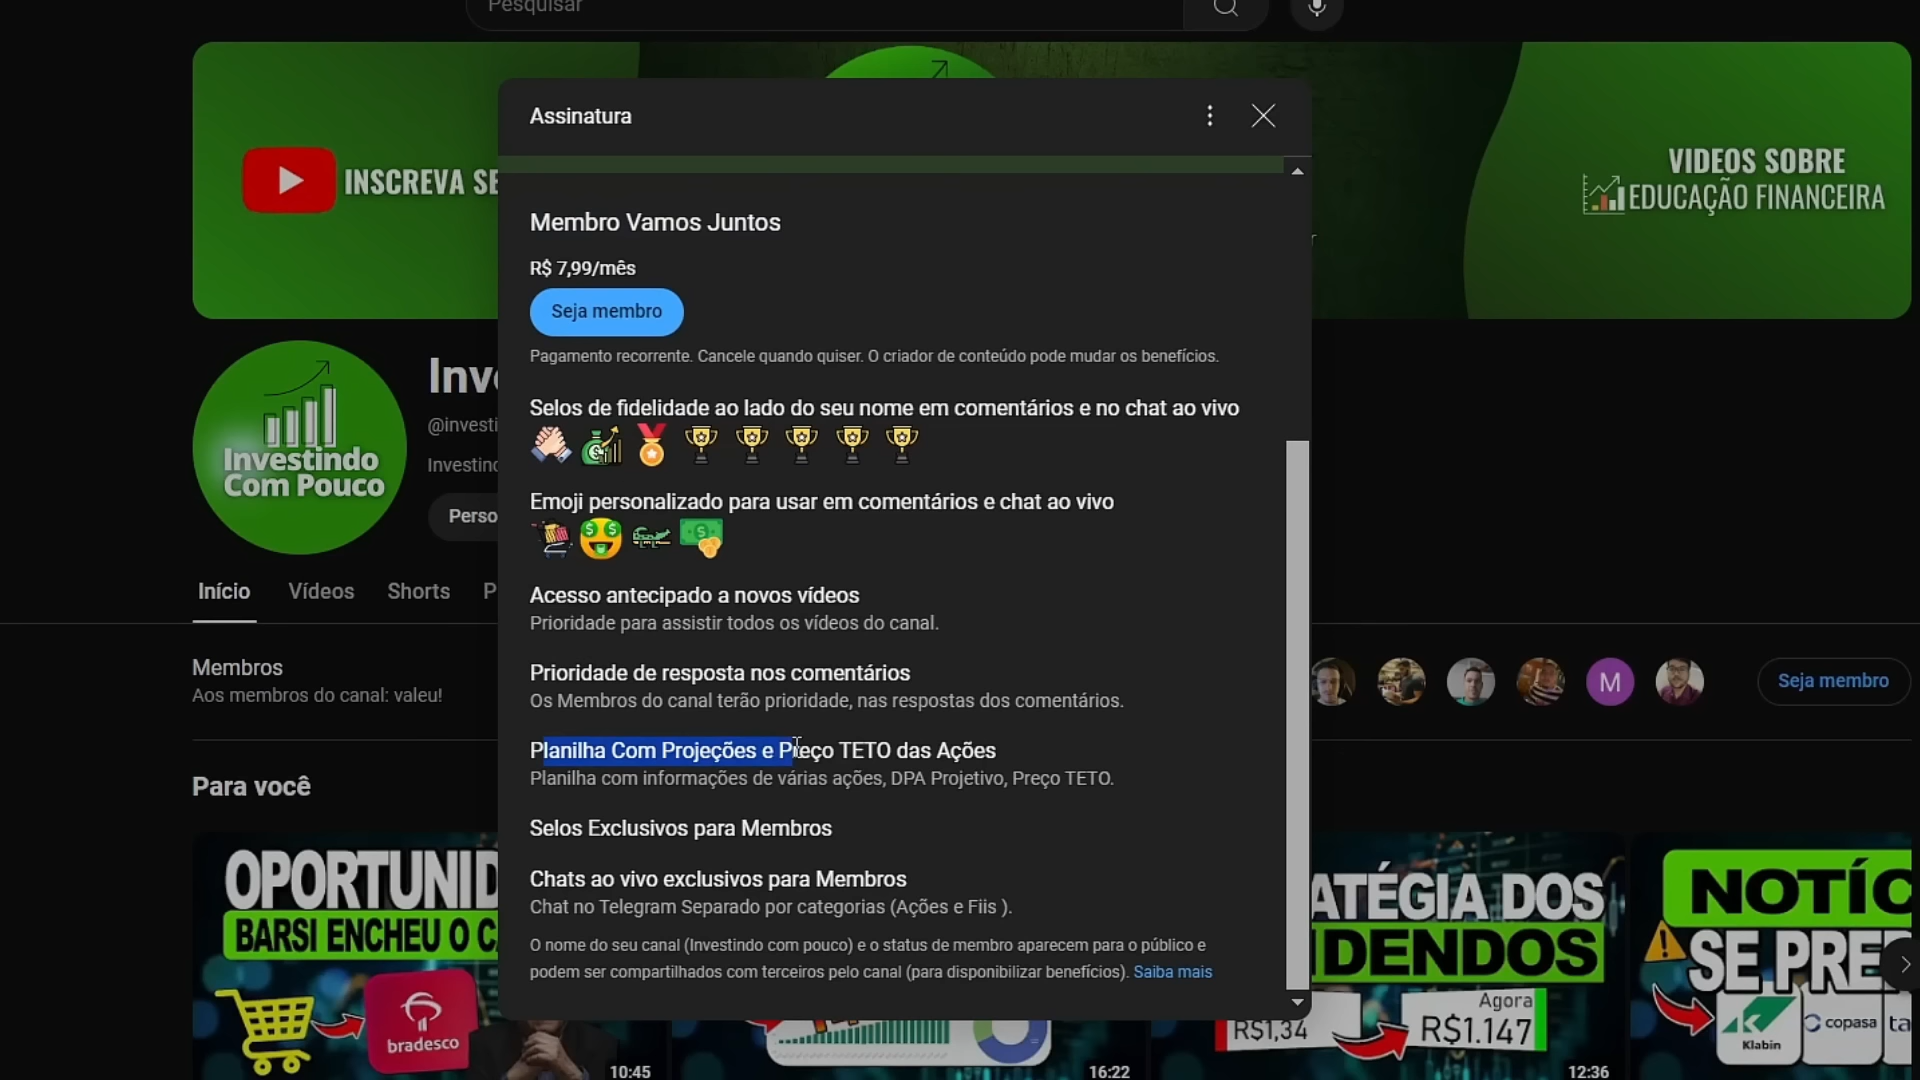 Pesquisar
INSCREVA SE
VIDEOS SOBRE
EDUCAÇÃO FINANCEIRA
Assinatura
Membro Vamos Juntos
R$ 7,99/mês
Seja membro
Pagamento recorrente. Cancele quando quiser. O criador de conteúdo pode mudar os benefícios.
Selos de fidelidade ao lado do seu nome em comentários e no chat ao vivo
Emoji personalizado para usar em comentários e chat ao vivo
Acesso antecipado a novos vídeos
Prioridade para assistir todos os vídeos do canal.
Prioridade de resposta nos comentários
Os Membros do canal terão prioridade, nas respostas dos comentários.
Planilha Com Projeções e Preço TETO das Ações
Planilha com informações de várias ações, DPA Projetivo, Preço TETO.
Selos Exclusivos para Membros
Chats ao vivo exclusivos para Membros
Chat no Telegram Separado por categorias (Ações e Fiis ).
O nome do seu canal (Investindo com pouco) e o status de membro aparecem para o público e
podem ser compartilhados com terceiros pelo canal (para disponibilizar benefícios). Saiba mais
Investindo
Com Pouco
Inv
@investi
Investind
Perso
Início Vídeos Shorts P
Membros
Aos membros do canal: valeu!
M
Seja membro
Para você
OPORTUNID
BARSI ENCHEU O C
bradesco
10:45
16:22
ATÉGIA DOS
DENDOS
R$1,34
Agora
R$1.147
12:36
NOTÍC
SE PRE
Klabin
copasa
ta